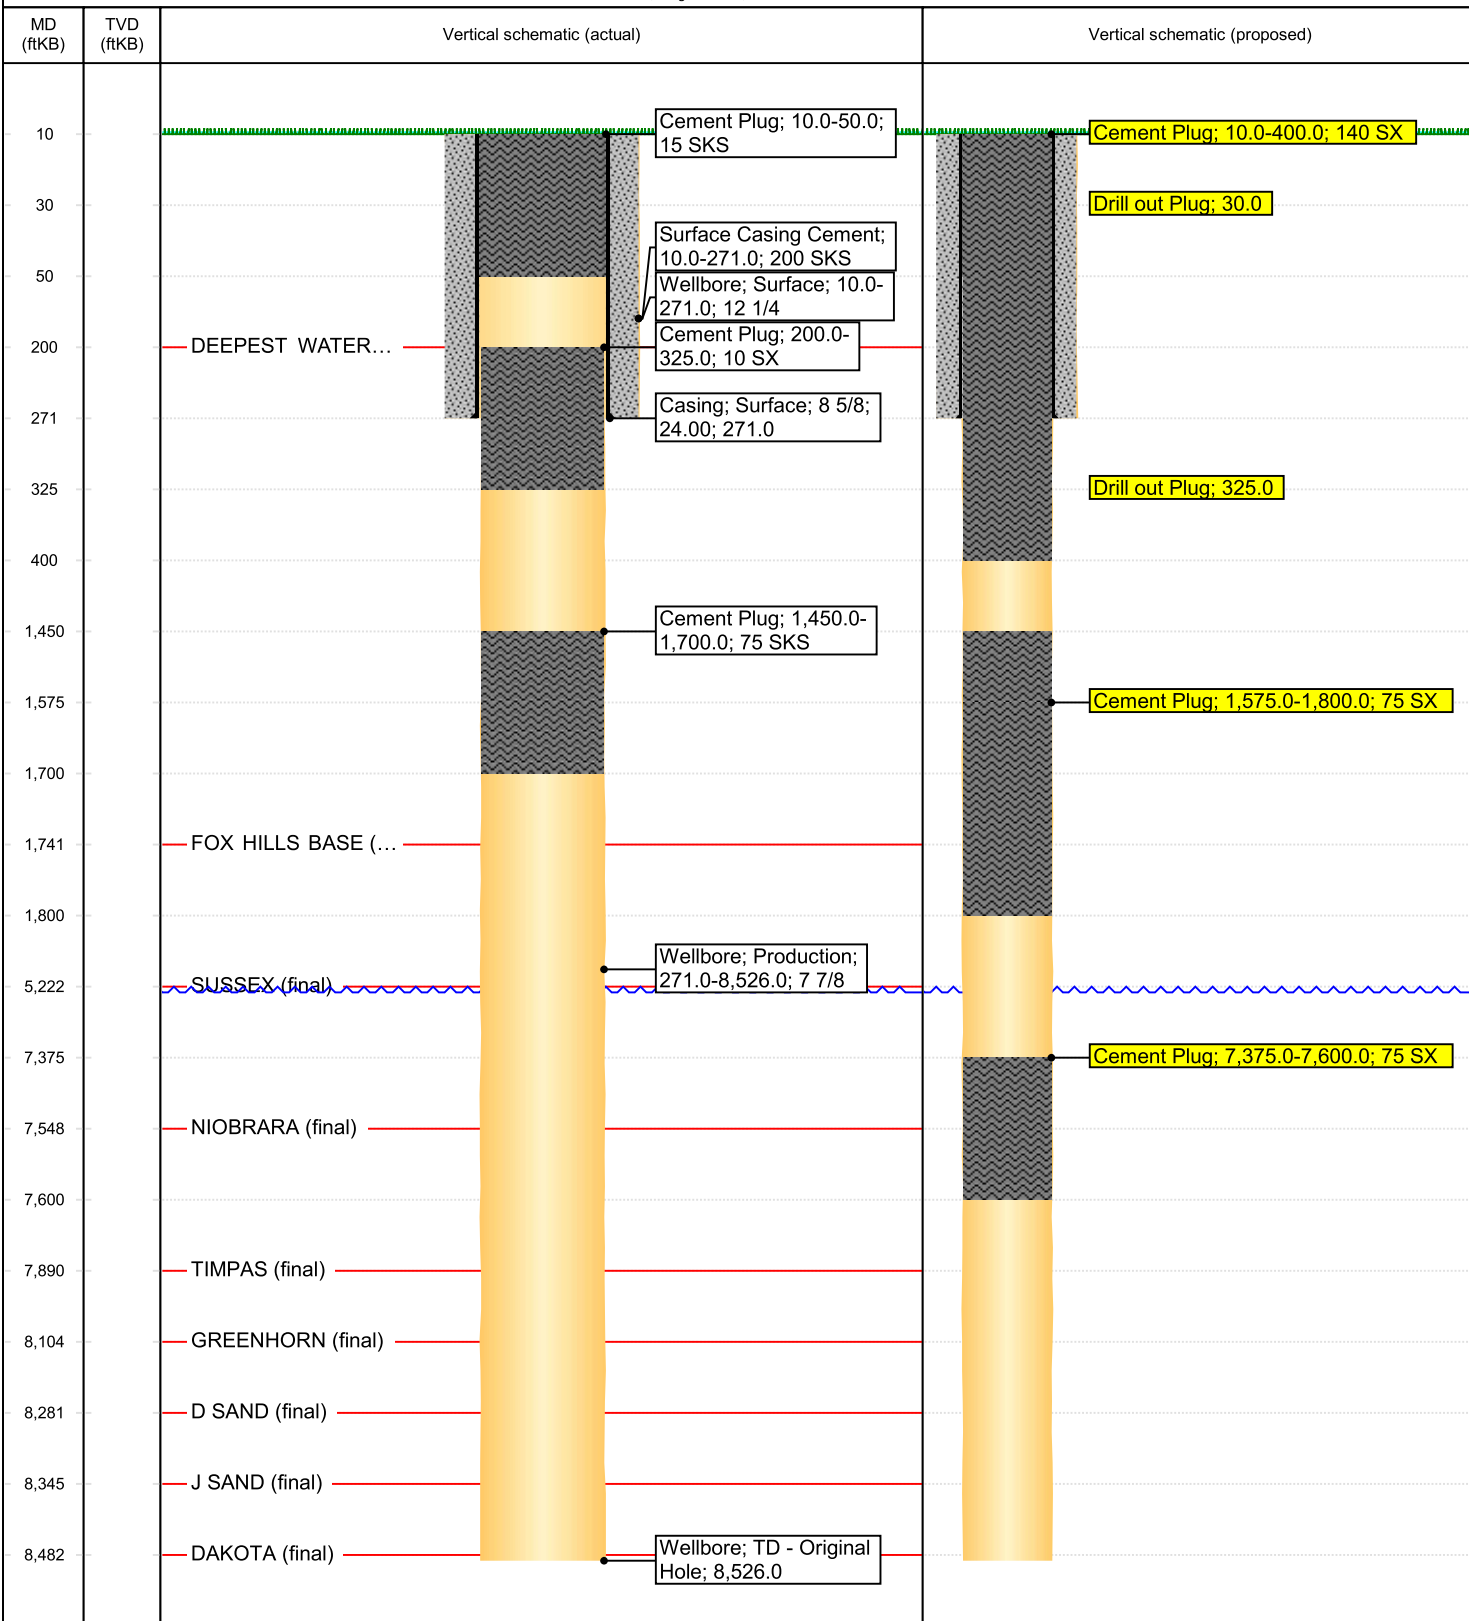 MD
(ftKB)
TVD
(ftKB)
Vertical schematic (actual)
Vertical schematic (proposed)
10
30
50
200
271
325
400
1,450
1,575
1,700
1,741
1,800
5,222
7,375
7,548
7,600
7,890
8,104
8,281
8,345
8,482
DEEPEST WATER...
FOX HILLS BASE (...
SUSSEX (final)
NIOBRARA (final)
TIMPAS (final)
GREENHORN (final)
D SAND (final)
J SAND (final)
DAKOTA (final)
Cement Plug; 10.0-50.0;
15 SKS
Surface Casing Cement;
10.0-271.0; 200 SKS
Wellbore; Surface; 10.0-
271.0; 12 1/4
Cement Plug; 200.0-
325.0; 10 SX
Casing; Surface; 8 5/8;
24.00; 271.0
Cement Plug; 1,450.0-
1,700.0; 75 SKS
Wellbore; Production;
271.0-8,526.0; 7 7/8
Wellbore; TD - Original
Hole; 8,526.0
Cement Plug; 10.0-400.0; 140 SX
Drill out Plug; 30.0
Drill out Plug; 325.0
Cement Plug; 1,575.0-1,800.0; 75 SX
Cement Plug; 7,375.0-7,600.0; 75 SX